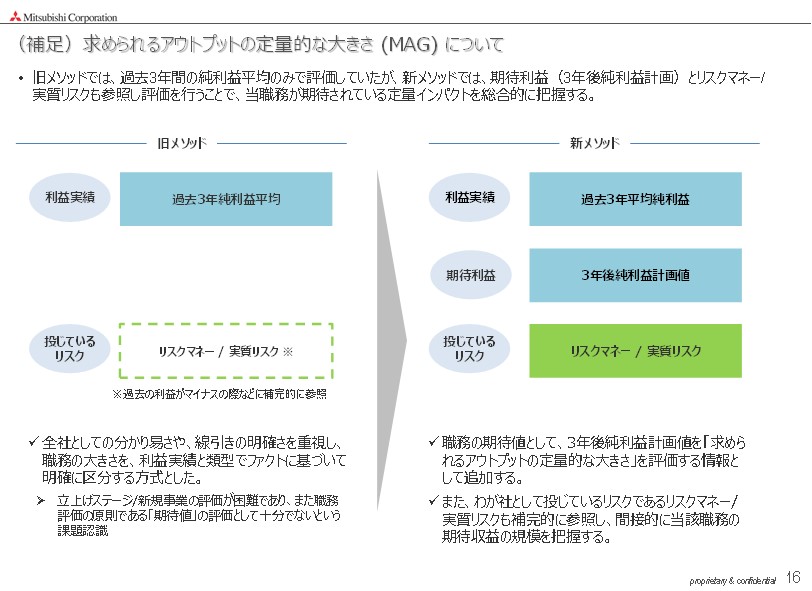 Mitsubishi Corporation
（補足）求められるアウトプットの定量的な大きさ (MAG) について
• 旧メソッドでは、過去3年間の純利益平均のみで評価していたが、新メソッドでは、期待利益（3年後純利益計画）とリスクマネー/
実質リスクも参照し評価を行うことで、当職務が期待されている定量インパクトを総合的に把握する。
旧メソッド
利益実績
過去3年純利益平均
投じている
リスク
リスクマネー / 実質リスク ※
※過去の利益がマイナスの際などに補完的に参照
✓ 全社としての分かり易さや、線引きの明確さを重視し、
職務の大きさを、利益実績と類型でファクトに基づいて
明確に区分する方式とした。
➢ 立上げステージ/新規事業の評価が困難であり、また職務
評価の原則である「期待値」の評価として十分でないという
課題認識
新メソッド
利益実績
過去3年平均純利益
期待利益
3年後純利益計画値
投じている
リスク
リスクマネー / 実質リスク
✓ 職務の期待値として、3年後純利益計画値を「求めら
れるアウトプットの定量的な大きさ」を評価する情報と
して追加する。
✓ また、わが社として投じているリスクであるリスクマネー/
実質リスクも補完的に参照し、間接的に当該職務の
期待収益の規模を把握する。
proprietary & confidential
16